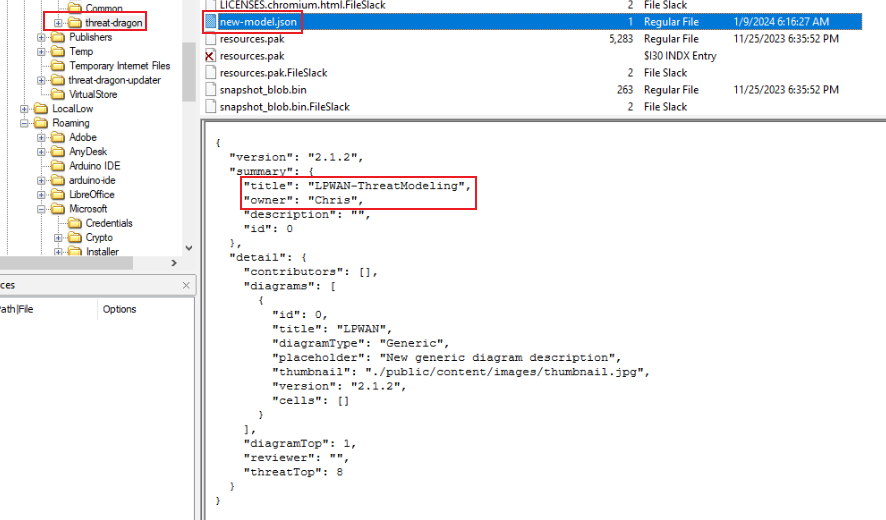 Common
threat-dragon
Publishers
Temp
Temporary Internet Files
threat-dragon-updater
VirtualStore
LocalLow
Roaming
Adobe
AnyDesk
Arduino IDE
arduino-ide
LibreOffice
Microsoft
Credentials
Crypto
Installer
ces
Path|File Options
LICENSES.chromium.html.FileSlack 2 File Slack
new-model.json 1 Regular File 1/9/2024 6:16:27 AM
resources.pak 5,283 Regular File 11/25/2023 6:35:52 PM
resources.pak $I30 INDX Entry
resources.pak.FileSlack 2 File Slack
snapshot_blob.bin 263 Regular File 11/25/2023 6:35:52 PM
snapshot_blob.bin.FileSlack 2 File Slack
{
"version": "2.1.2",
"summary": {
"title": "LPWAN-ThreatModeling",
"owner": "Chris",
"description": "",
"id": 0
},
"detail": {
"contributors": [],
"diagrams": [
{
"id": 0,
"title": "LPWAN",
"diagramType": "Generic",
"placeholder": "New generic diagram description",
"thumbnail": "./public/content/images/thumbnail.jpg",
"version": "2.1.2",
"cells": []
}
],
"diagramTop": 1,
"reviewer": "",
"threatTop": 8
}
}